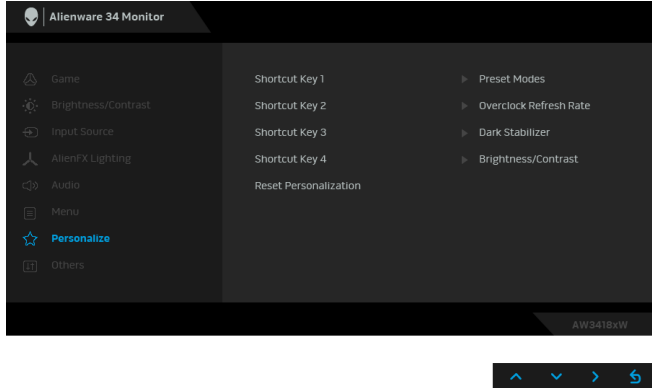 Alienware 34 Monitor
Game
Shortcut Key 1 Preset Modes
Brightness/Contrast Shortcut Key 2 Overclock Refresh Rate
Input Source Shortcut Key 3 Dark Stabilizer
AlienFX Lighting Shortcut Key 4 Brightness/Contrast
Audio Reset Personalization
Menu
Personalize
Others
AW3418xW